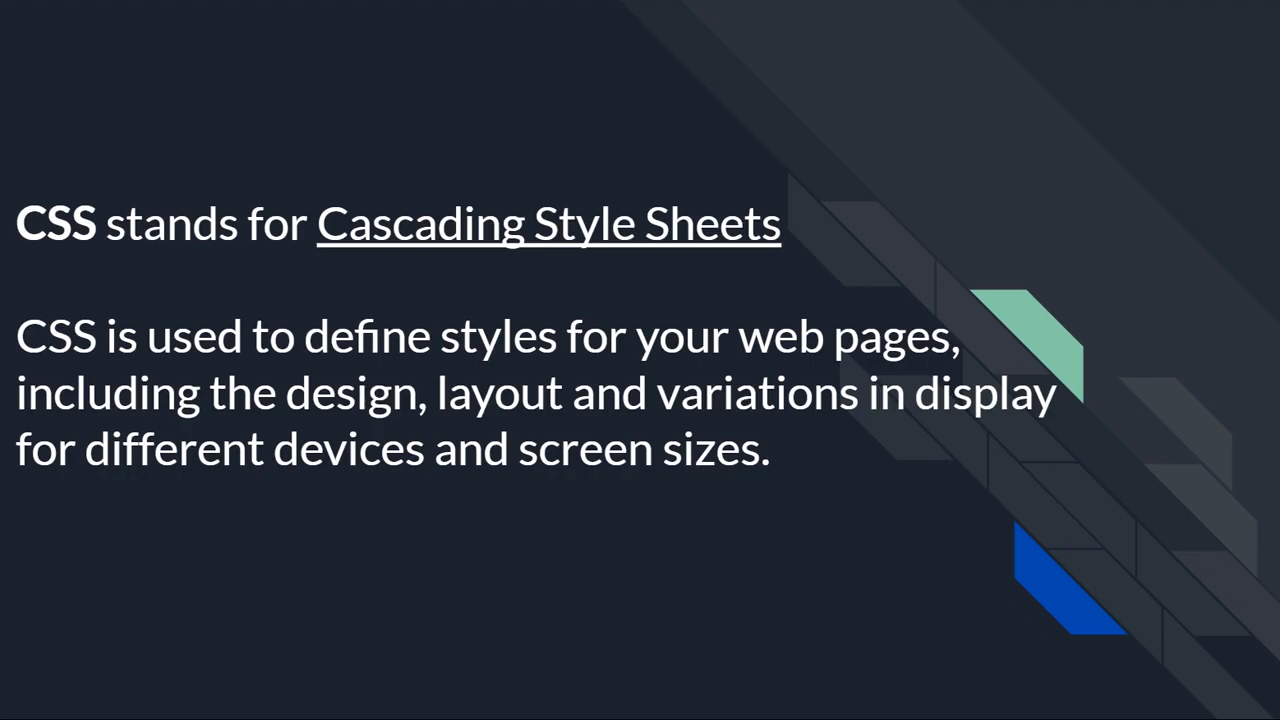 CSS stands for Cascading Style Sheets
CSS is used to define styles for your web pages,
including the design, layout and variations in display
for different devices and screen sizes.